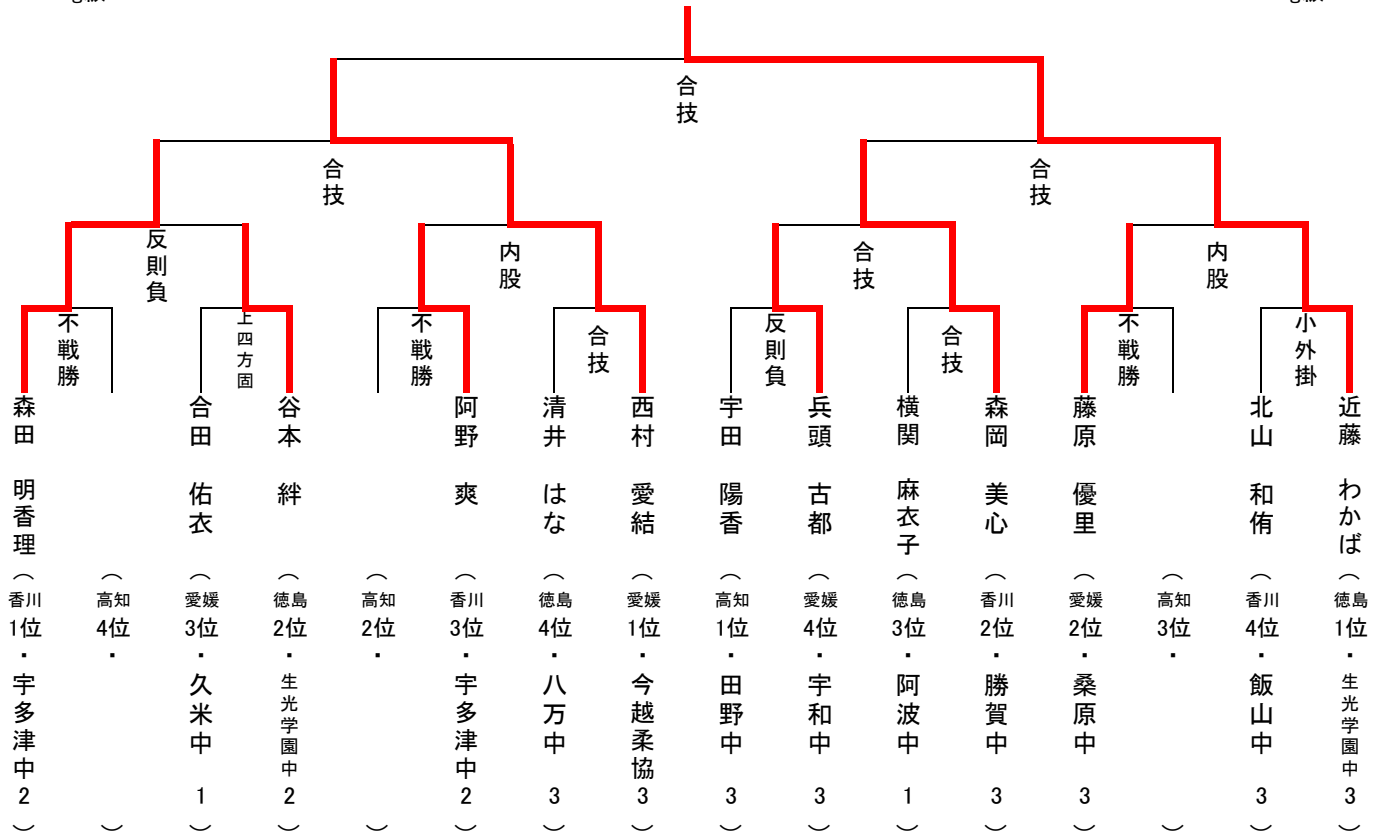 合技
合技
合技
反則負
内股
合技
内股
不戦勝
上四方固
不戦勝
合技
反則負
合技
不戦勝
小外掛
森田 明香理 （香川1位・宇多津中 2）
（高知4位・ ）
合田 佑衣 （愛媛3位・久米中 1）
谷本 絆 （徳島2位・生光学園中 2）
（高知2位・ ）
阿野 爽 （香川3位・宇多津中 2）
清井 はな （徳島4位・八万中 3）
西村 愛結 （愛媛1位・今越柔協 3）
宇田 陽香 （高知1位・田野中 3）
兵頭 古都 （愛媛4位・宇和中 3）
横関 麻衣子 （徳島3位・阿波中 1）
森岡 美心 （香川2位・勝賀中 3）
藤原 優里 （愛媛2位・桑原中 3）
（高知3位・ ）
北山 和侑 （香川4位・飯山中 3）
近藤 わかば （徳島1位・生光学園中 3）